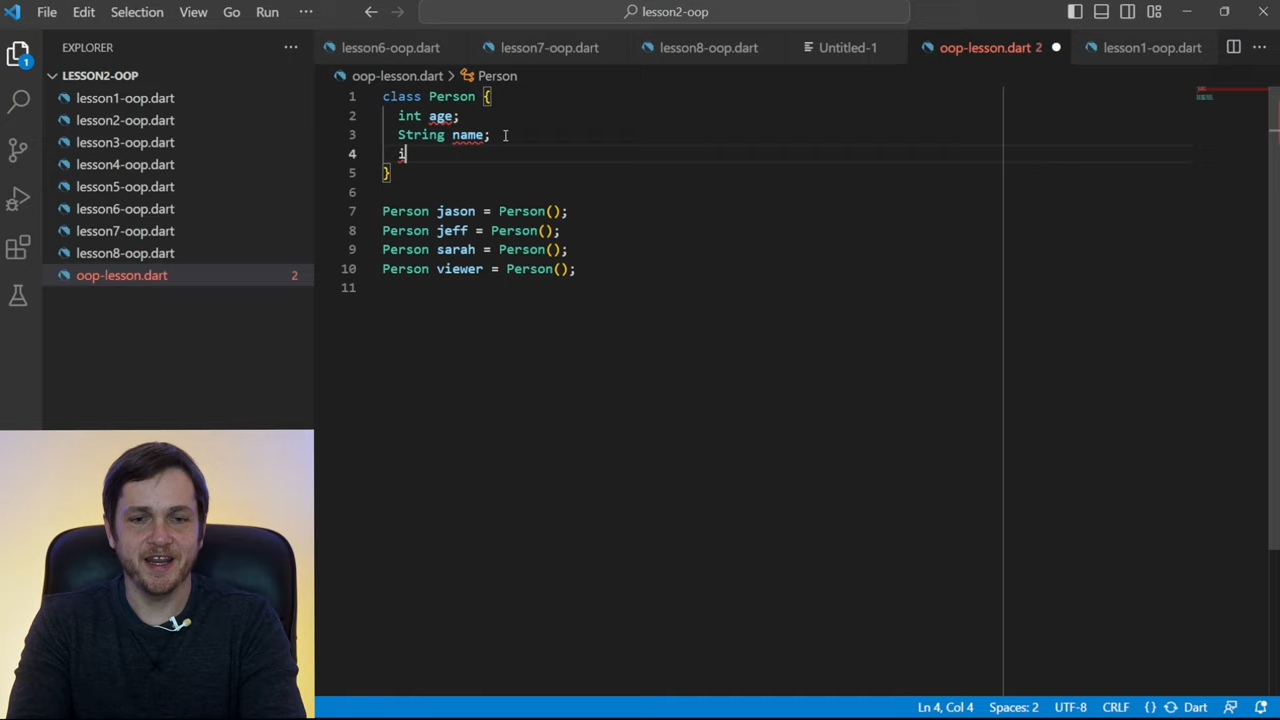 File Edit Selection View Go Run ··· lesson2-oop
EXPLORER ···
1
LESSON2-OOP
lesson1-oop.dart
lesson2-oop.dart
lesson3-oop.dart
lesson4-oop.dart
lesson5-oop.dart
lesson6-oop.dart
lesson7-oop.dart
lesson8-oop.dart
oop-lesson.dart 2
lesson6-oop.dart lesson7-oop.dart lesson8-oop.dart Untitled-1 oop-lesson.dart 2 lesson1-oop.dart ···
oop-lesson.dart > Person
1 class Person {
2 int age;
3 String name;
4 i
5 }
6
7 Person jason = Person();
8 Person jeff = Person();
9 Person sarah = Person();
10 Person viewer = Person();
11
Ln 4, Col 4 Spaces: 2 UTF-8 CRLF {} Dart